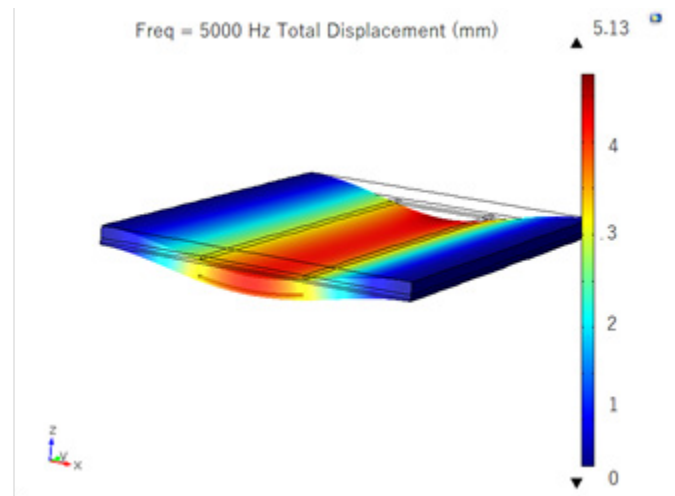 Freq = 5000 Hz Total Displacement (mm)
▲ 5.13
4
3
2
1
▼ 0
z
y
x